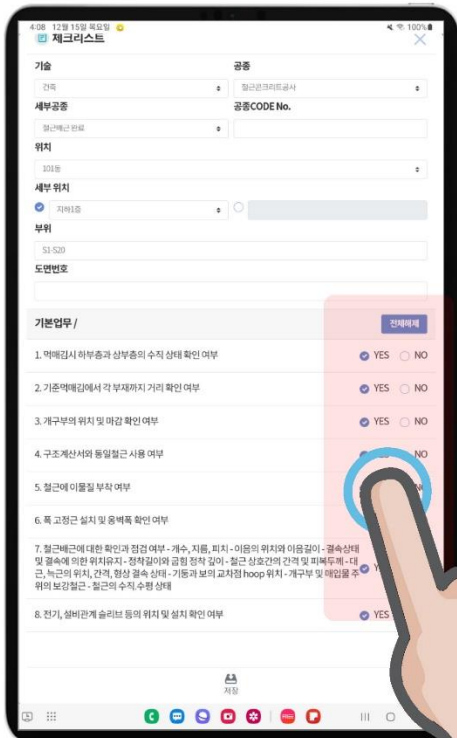 4:08 12월 15일 목요일
100%
체크리스트
기술
공종
건축
철근콘크리트공사
세부공종
공종CODE No.
철근배근 완료
위치
101동
세부 위치
지하1층
부위
S1-S20
도면번호
기본업무 /
전체해제
1. 먹매김시 하부층과 상부층의 수직 상태 확인 여부
YES NO
2. 기준먹매김에서 각 부재까지 거리 확인 여부
YES NO
3. 개구부의 위치 및 마감 확인 여부
YES NO
4. 구조계산서와 동일철근 사용 여부
YES NO
5. 철근에 이물질 부착 여부
6. 폭 고정근 설치 및 옹벽폭 확인 여부
7. 철근배근에 대한 확인과 점검 여부 - 개수, 지름, 피치 - 이음의 위치와 이음길이 - 결속상태
및 결속에 의한 위치유지 - 정착길이와 굽힘 정착 길이 - 철근 상호간의 간격 및 피복두께 - 대
근, 늑근의 위치, 간격, 형상 결속 상태 - 기둥과 보의 교차점 hoop 위치 - 개구부 및 매입물 주
위의 보강철근 - 철근의 수직.수평 상태
8. 전기, 설비관계 슬리브 등의 위치 및 설치 확인 여부
YES
저장